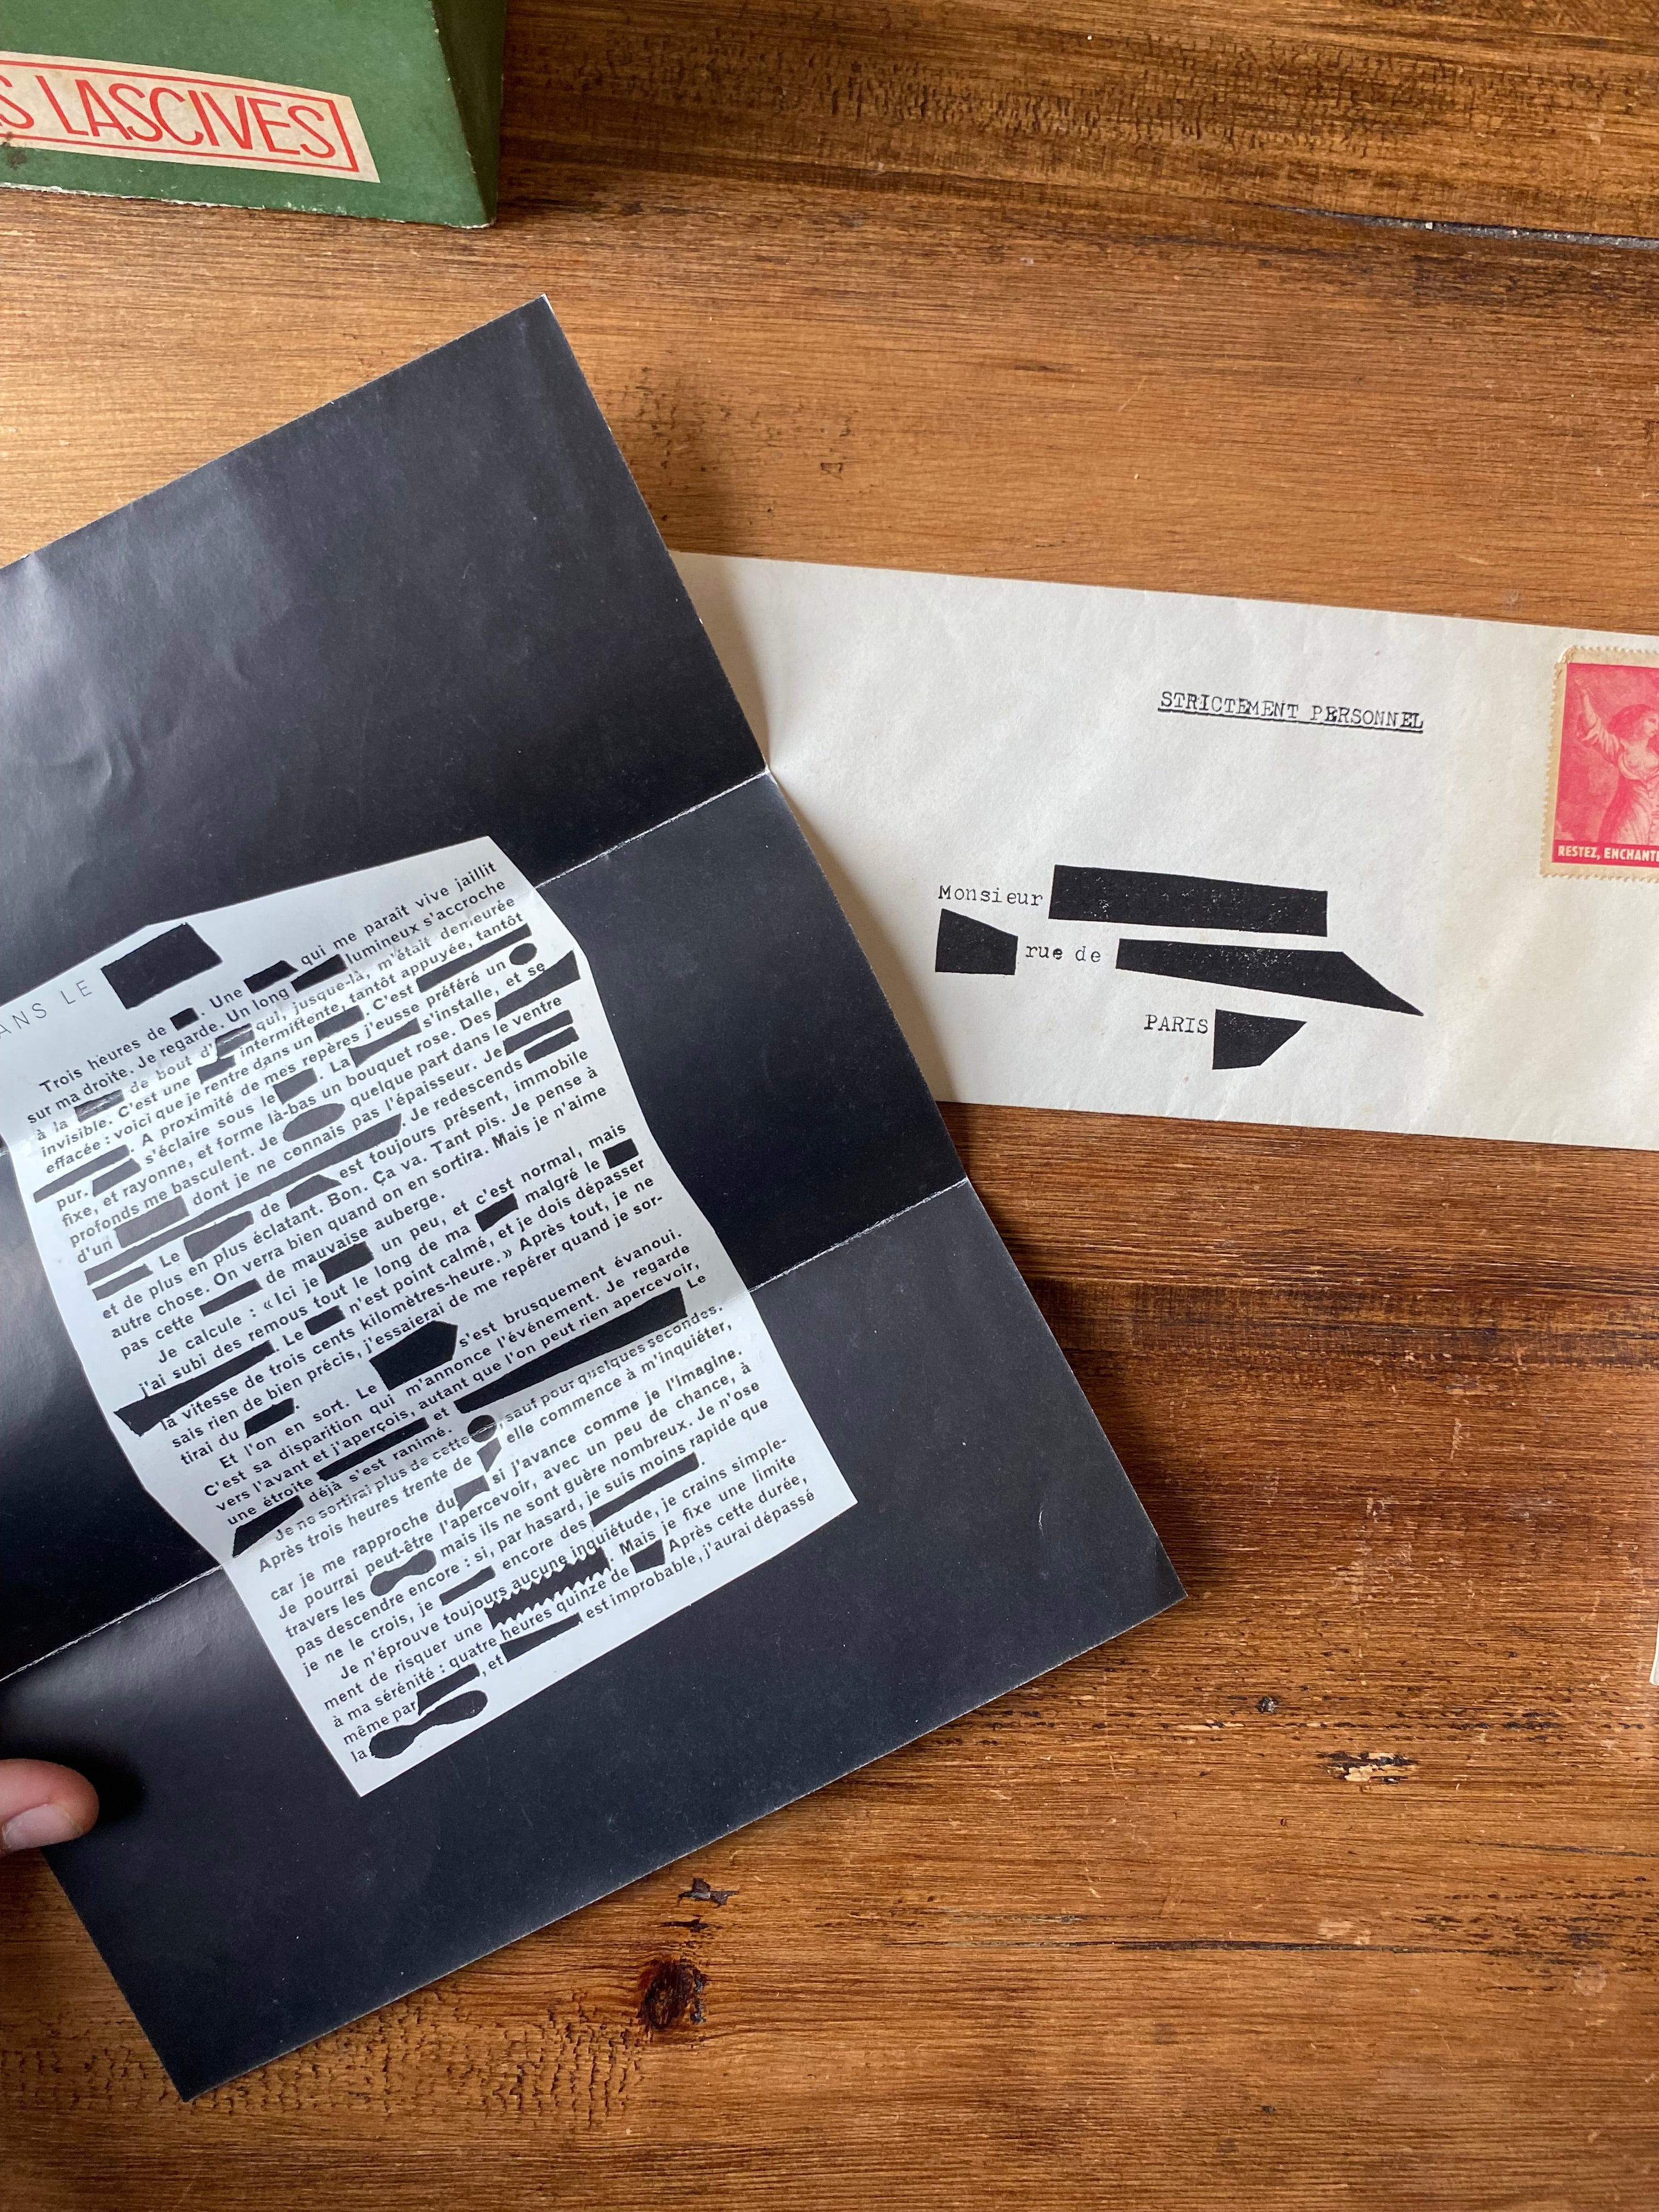 S LASCIVES
STRICTEMENT PERSONNEL
RESTEZ, ENCHANT
Monsieur
rue de
PARIS
ANS LE
Trois heures de . Une qui me paraît vive jaillit
sur ma droite. Je regarde. Un long lumineux s'accroche
à la de bout d' qui, jusque-là, m'était demeurée
invisible. C'est une intermittente, tantôt appuyée, tantôt
effacée : voici que je rentre dans un . C'est
. A proximité de mes repères j'eusse préféré un
pur. s'éclaire sous le . La s'installe, et se
fixe, et rayonne, et forme là-bas un bouquet rose. Des
profonds me basculent. Je quelque part dans le ventre
d'un dont je ne connais pas l'épaisseur. Je
. Je redescends
. Le de est toujours présent, immobile
et de plus en plus éclatant. Bon. Ça va. Tant pis. Je pense à
autre chose. On verra bien quand on en sortira. Mais je n'aime
pas cette de mauvaise auberge.
Je calcule : « Ici je un peu, et c'est normal, mais
j'ai subi des remous tout le long de ma malgré le
. Le n'est point calmé, et je dois dépasser
la vitesse de trois cents kilomètres-heure. » Après tout, je ne
sais rien de bien précis, j'essaierai de me repérer quand je sor-
tirai du .
Et l'on en sort. Le s'est brusquement évanoui.
C'est sa disparition qui m'annonce l'événement. Je regarde
vers l'avant et j'aperçois, autant que l'on peut rien apercevoir,
une étroite et Le
déjà s'est ranimé.
Je ne sortirai plus de cette , sauf pour quelques secondes.
Après trois heures trente de elle commence à m'inquiéter,
car je me rapproche du si j'avance comme je l'imagine.
Je pourrai peut-être l'apercevoir, avec un peu de chance, à
travers les mais ils ne sont guère nombreux. Je n'ose
pas descendre encore : si, par hasard, je suis moins rapide que
je ne le crois, je encore des .
Je n'éprouve toujours aucune inquiétude, je crains simple-
ment de risquer une . Mais je fixe une limite
à ma sérénité : quatre heures quinze de Après cette durée,
même par , et est improbable, j'aurai dépassé
la